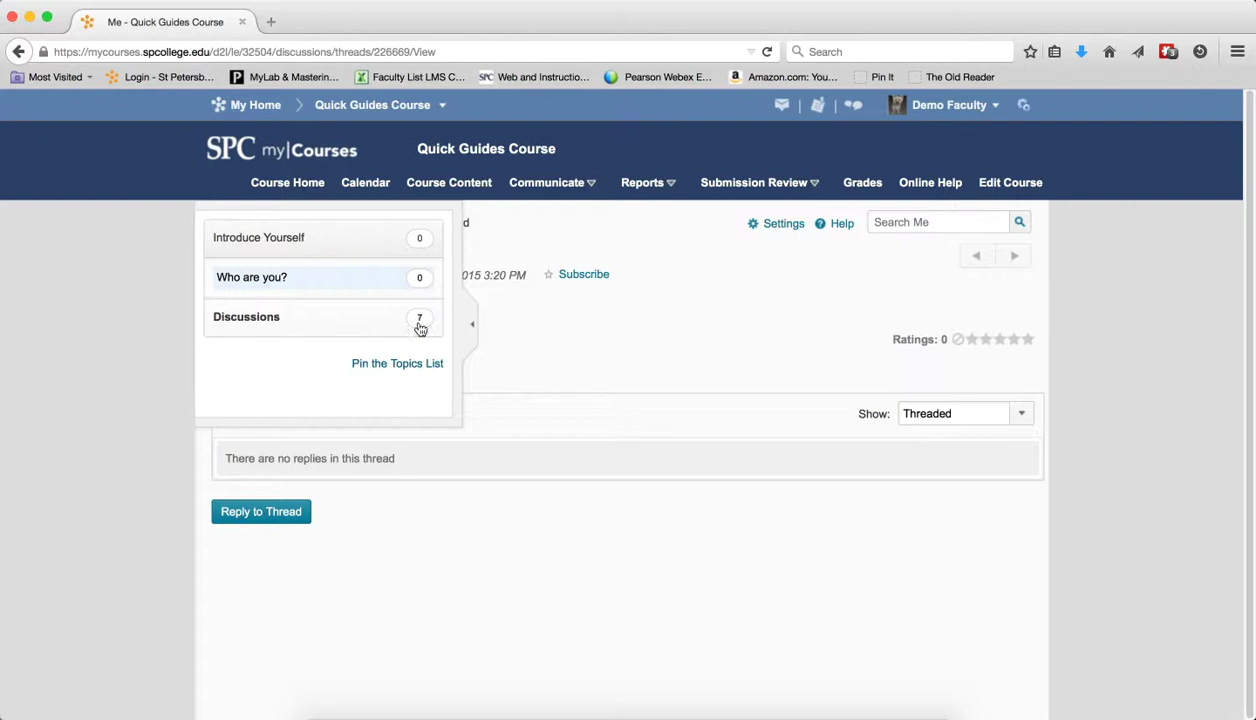 Me - Quick Guides Course
https://mycourses.spcollege.edu/d2l/le/32504/discussions/threads/226669/View
Search
Most Visited
Login - St Petersb...
P
MyLab & Mastering...
Faculty List LMS C...
SPC
Web and Instructio...
Pearson Webex E...
a
Amazon.com: You...
Pin It
The Old Reader
My Home
Quick Guides Course
Demo Faculty
SPC my|Courses
Quick Guides Course
Course Home
Calendar
Course Content
Communicate
Reports
Submission Review
Grades
Online Help
Edit Course
Introduce Yourself 0
Who are you? 0
Discussions 7
Pin the Topics List
d
Settings
Help
Search Me
015 3:20 PM
Subscribe
Ratings: 0
Show: Threaded
There are no replies in this thread
Reply to Thread